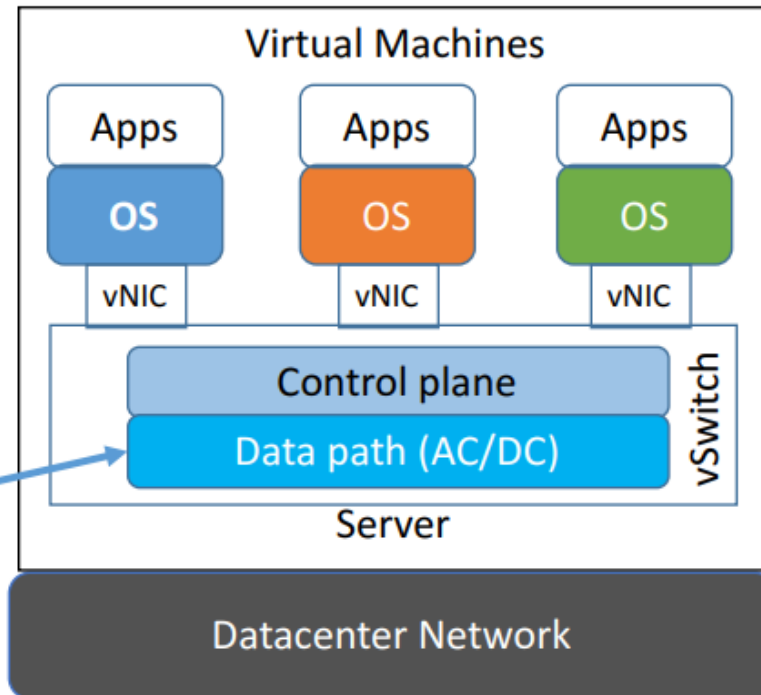 Virtual Machines
Apps Apps Apps
OS OS OS
vNIC vNIC vNIC
Control plane
Data path (AC/DC)
vSwitch
Server
Datacenter Network